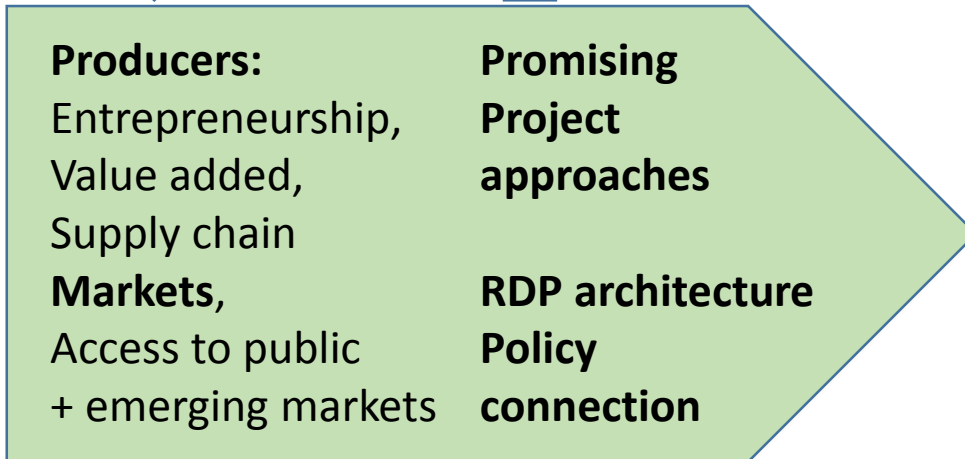 Producers:
Entrepreneurship,
Value added,
Supply chain
Markets,
Access to public
+ emerging markets
Promising
Project
approaches
RDP architecture
Policy
connection